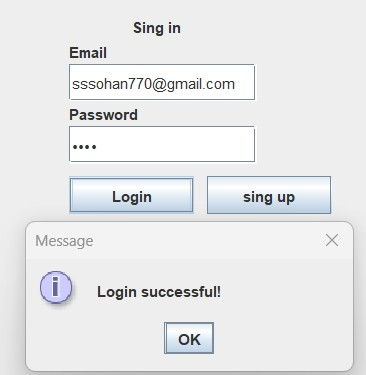 Sing in
Email
sssohan770@gmail.com
Password
••••
Login sing up
Message
i
Login successful!
OK